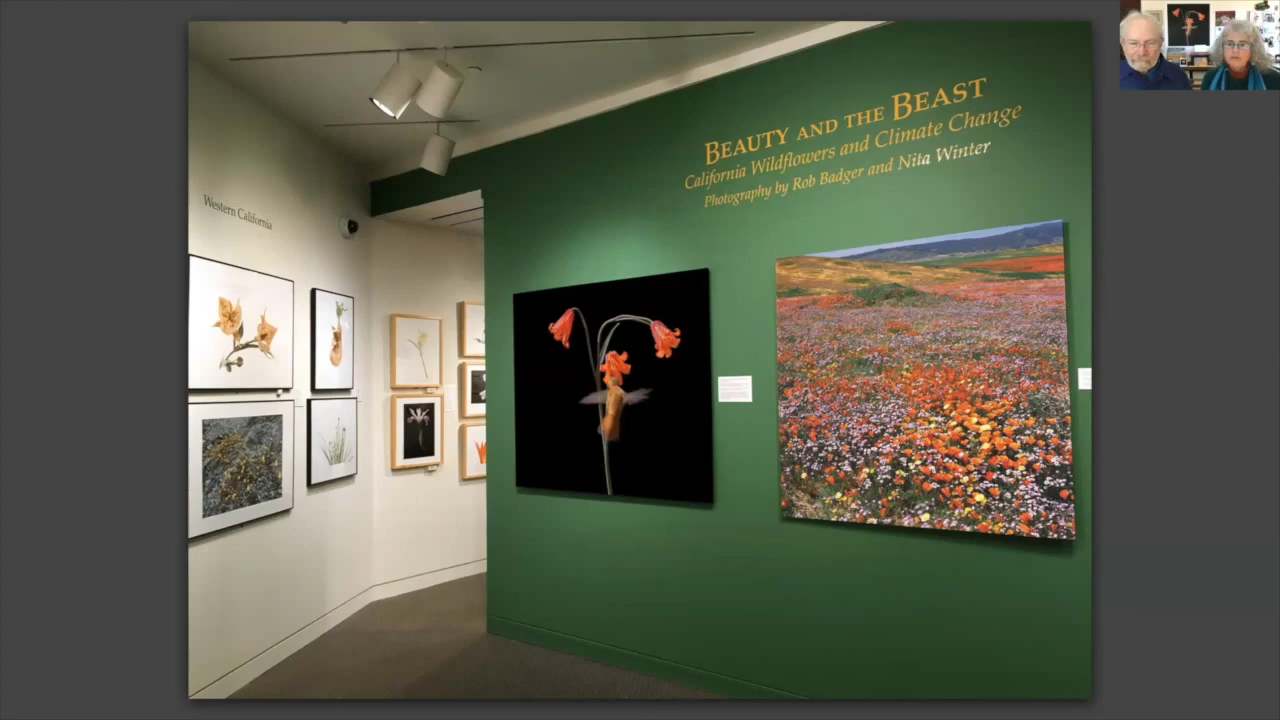 BEAUTY AND THE BEAST
California Wildflowers and Climate Change
Photography by Rob Badger and Nita Winter
Western California